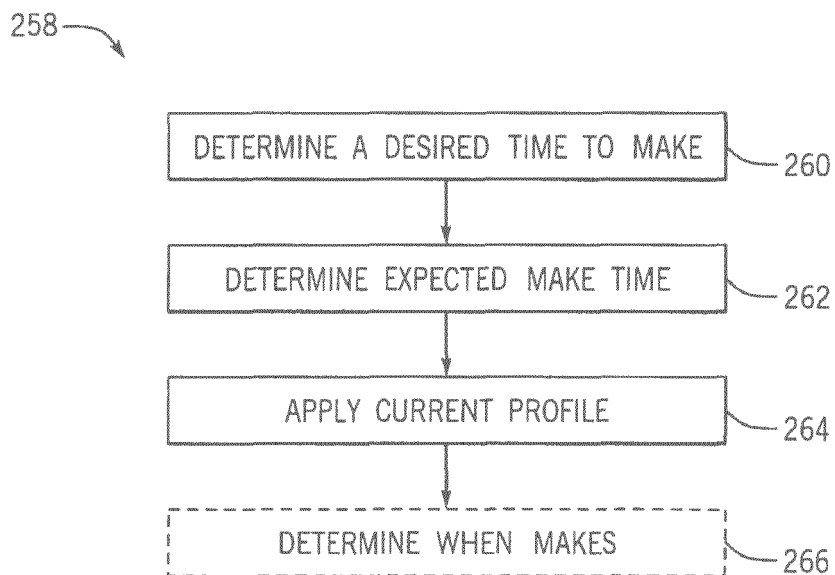 258
DETERMINE A DESIRED TIME TO MAKE
260
DETERMINE EXPECTED MAKE TIME
262
APPLY CURRENT PROFILE
264
DETERMINE WHEN MAKES
266